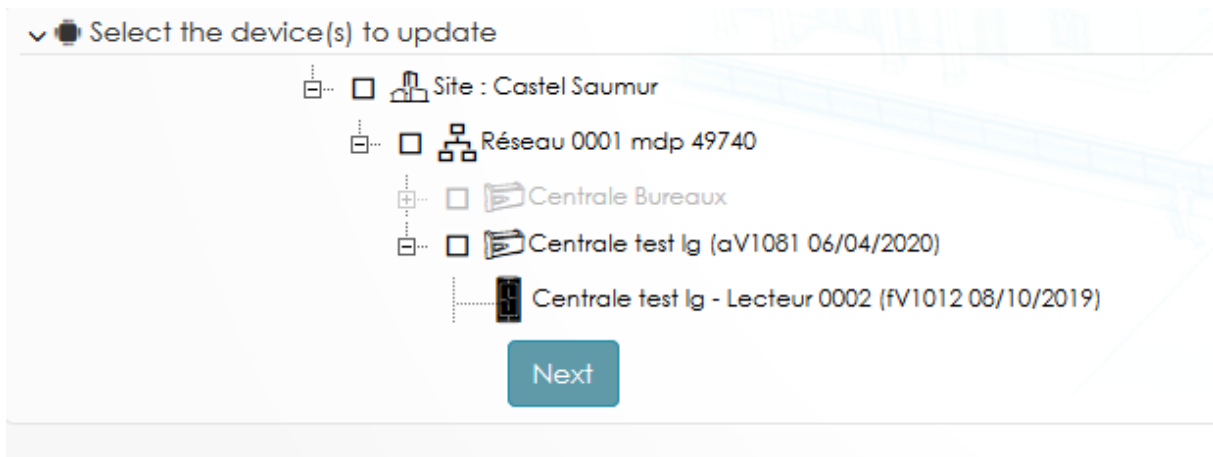 Select the device(s) to update
Site : Castel Saumur
Réseau 0001 mdp 49740
Centrale Bureaux
Centrale test lg (aV1081 06/04/2020)
Centrale test lg - Lecteur 0002 (fV1012 08/10/2019)
Next